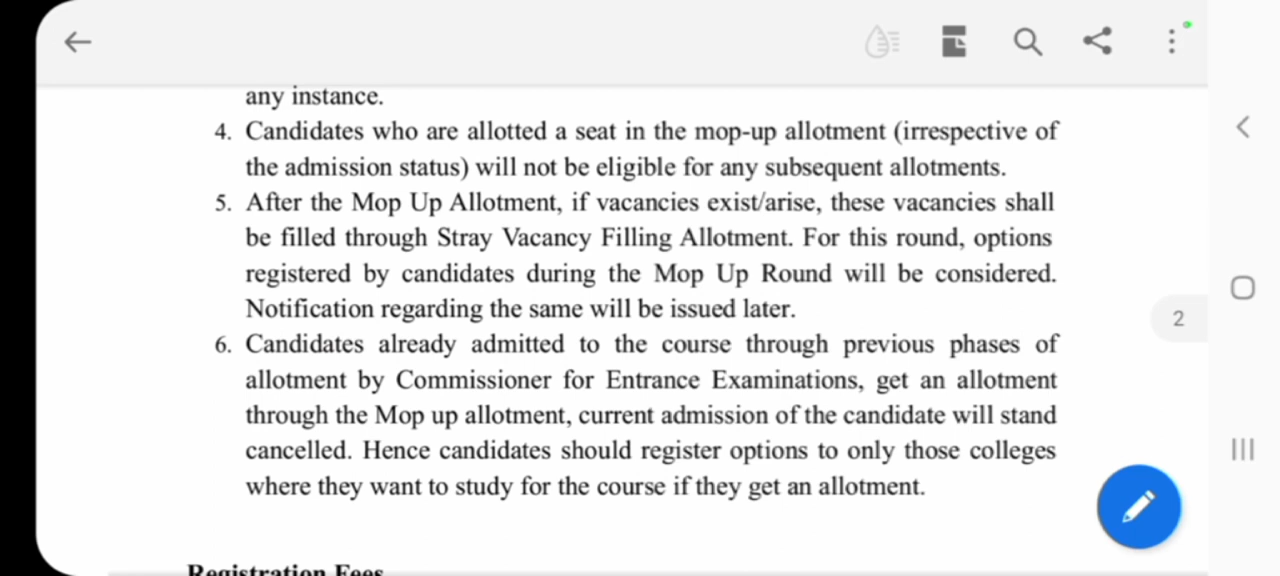 any instance.
4. Candidates who are allotted a seat in the mop-up allotment (irrespective of
the admission status) will not be eligible for any subsequent allotments.
5. After the Mop Up Allotment, if vacancies exist/arise, these vacancies shall
be filled through Stray Vacancy Filling Allotment. For this round, options
registered by candidates during the Mop Up Round will be considered.
Notification regarding the same will be issued later.
2
6. Candidates already admitted to the course through previous phases of
allotment by Commissioner for Entrance Examinations, get an allotment
through the Mop up allotment, current admission of the candidate will stand
cancelled. Hence candidates should register options to only those colleges
where they want to study for the course if they get an allotment.
Registration Fees